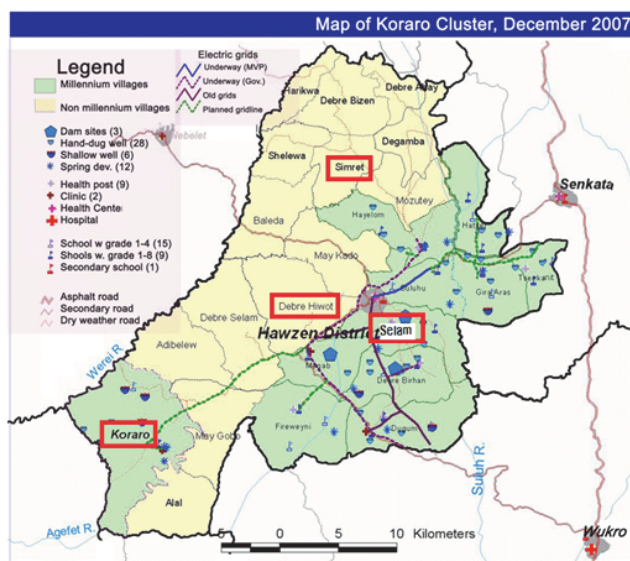 Map of Koraro Cluster, December 2007
Legend
Millennium villages
Non millennium villages
Dam sites (3)
Hand-dug well (28)
Shallow well (6)
Spring dev. (12)
Health post (9)
Clinic (2)
Health Cente
Hospital
School w grade 1-4 (15)
Shools w. grade 1-8 (9)
Secondary school (1)
Asphalt road
Secondary road
Dry weather road
Electric grids
Underway (MVP)
Underway (Gov.)
Old grids
Planned gridline
Nebelet
Harikwa
Debre Bizen
Debre Abay
Shelewa
Degamba
Simret
Senkata
Mozutey
Hayelom
Baleda
May Kado
Debre Hiwot
Debre Selam
Hawzen District
Selam
Adibelew
Werei R.
Debre Birhan
Koraro
May Gobo
Fireweyni
Dugum
Suluh R.
Alal
Agefet R.
Wukro
5 0 5 10 Kilometers